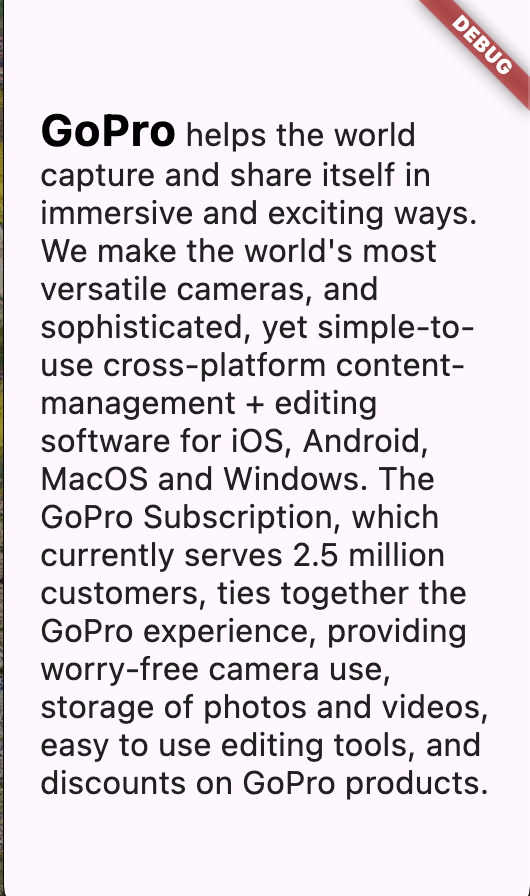 DEBUG
GoPro helps the world
capture and share itself in
immersive and exciting ways.
We make the world's most
versatile cameras, and
sophisticated, yet simple-to-
use cross-platform content-
management + editing
software for iOS, Android,
MacOS and Windows. The
GoPro Subscription, which
currently serves 2.5 million
customers, ties together the
GoPro experience, providing
worry-free camera use,
storage of photos and videos,
easy to use editing tools, and
discounts on GoPro products.